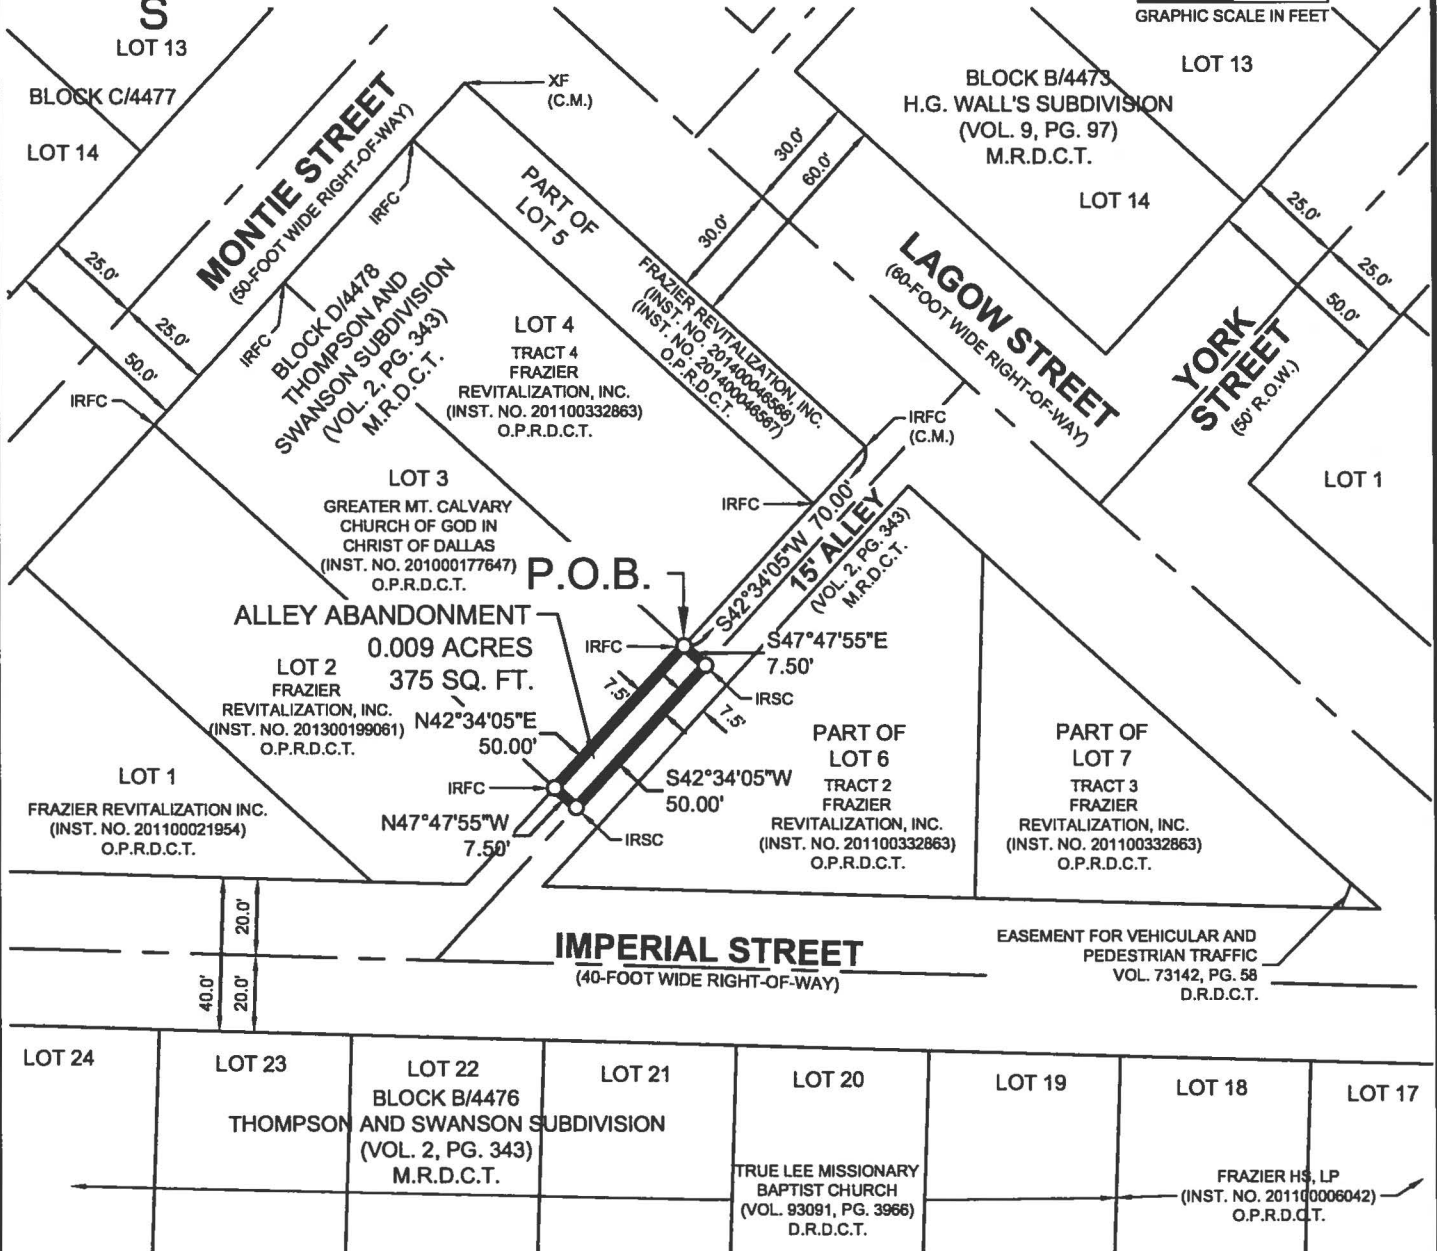 S
GRAPHIC SCALE IN FEET
LOT 13
BLOCK C/4477
LOT 14
MONTIE STREET
(50-FOOT WIDE RIGHT-OF-WAY)
XF
(C.M.)
IRFC
IRFC
IRFC
25.0'
25.0'
50.0'
PART OF
LOT 5
FRAZIER REVITALIZATION, INC.
(INST. NO. 201400046566)
(INST. NO. 201400046567)
O.P.R.D.C.T.
30.0'
60.0'
30.0'
BLOCK B/4473
H.G. WALL'S SUBDIVISION
(VOL. 9, PG. 97)
M.R.D.C.T.
LOT 13
LOT 14
25.0'
25.0'
50.0'
LAGOW STREET
(60-FOOT WIDE RIGHT-OF-WAY)
YORK
STREET
(50' R.O.W.)
LOT 1
BLOCK D/4478
THOMPSON AND
SWANSON SUBDIVISION
(VOL. 2, PG. 343)
M.R.D.C.T.
LOT 4
TRACT 4
FRAZIER
REVITALIZATION, INC.
(INST. NO. 201100332863)
O.P.R.D.C.T.
IRFC
(C.M.)
IRFC
LOT 3
GREATER MT. CALVARY
CHURCH OF GOD IN
CHRIST OF DALLAS
(INST. NO. 201000177647)
O.P.R.D.C.T.
P.O.B.
S42°34'05"W 70.00'
15' ALLEY
(VOL. 2, PG. 343)
M.R.D.C.T.
ALLEY ABANDONMENT
0.009 ACRES
375 SQ. FT.
IRFC
S47°47'55"E
7.50'
IRSC
7.5'
7.5'
LOT 2
FRAZIER
REVITALIZATION, INC.
(INST. NO. 201300199061)
O.P.R.D.C.T.
N42°34'05"E
50.00'
S42°34'05"W
50.00'
IRFC
IRSC
N47°47'55"W
7.50'
LOT 1
FRAZIER REVITALIZATION INC.
(INST. NO. 201100021954)
O.P.R.D.C.T.
PART OF
LOT 6
TRACT 2
FRAZIER
REVITALIZATION, INC.
(INST. NO. 201100332863)
O.P.R.D.C.T.
PART OF
LOT 7
TRACT 3
FRAZIER
REVITALIZATION, INC.
(INST. NO. 201100332863)
O.P.R.D.C.T.
20.0'
40.0'
20.0'
IMPERIAL STREET
(40-FOOT WIDE RIGHT-OF-WAY)
EASEMENT FOR VEHICULAR AND
PEDESTRIAN TRAFFIC
VOL. 73142, PG. 58
D.R.D.C.T.
LOT 24
LOT 23
LOT 22
BLOCK B/4476
THOMPSON AND SWANSON SUBDIVISION
(VOL. 2, PG. 343)
M.R.D.C.T.
LOT 21
LOT 20
TRUE LEE MISSIONARY
BAPTIST CHURCH
(VOL. 93091, PG. 3966)
D.R.D.C.T.
LOT 19
LOT 18
LOT 17
FRAZIER HS, LP
(INST. NO. 201100006042)
O.P.R.D.C.T.